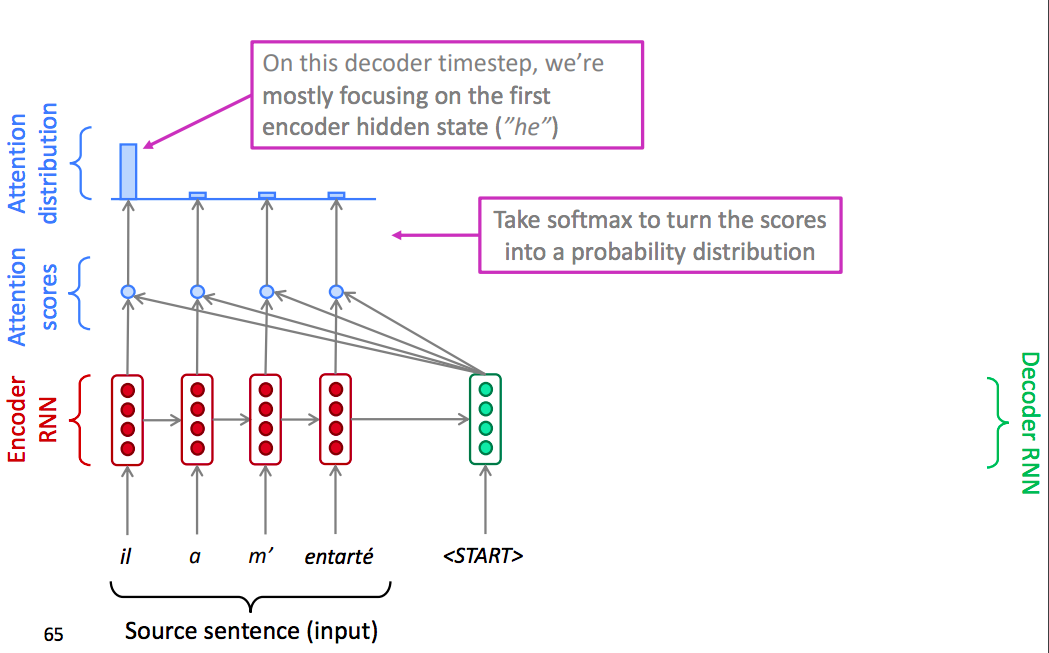 On this decoder timestep, we’re
mostly focusing on the first
encoder hidden state (”he”)
Attention
distribution
Take softmax to turn the scores
into a probability distribution
Attention
scores
Encoder
RNN
Decoder RNN
il a m’ entarté <START>
Source sentence (input)
65